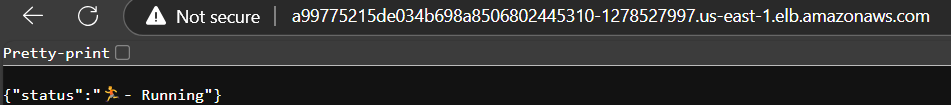 Not secure a99775215de034b698a8506802445310-1278527997.us-east-1.elb.amazonaws.com
Pretty-print
{"status":"🏃 - Running"}